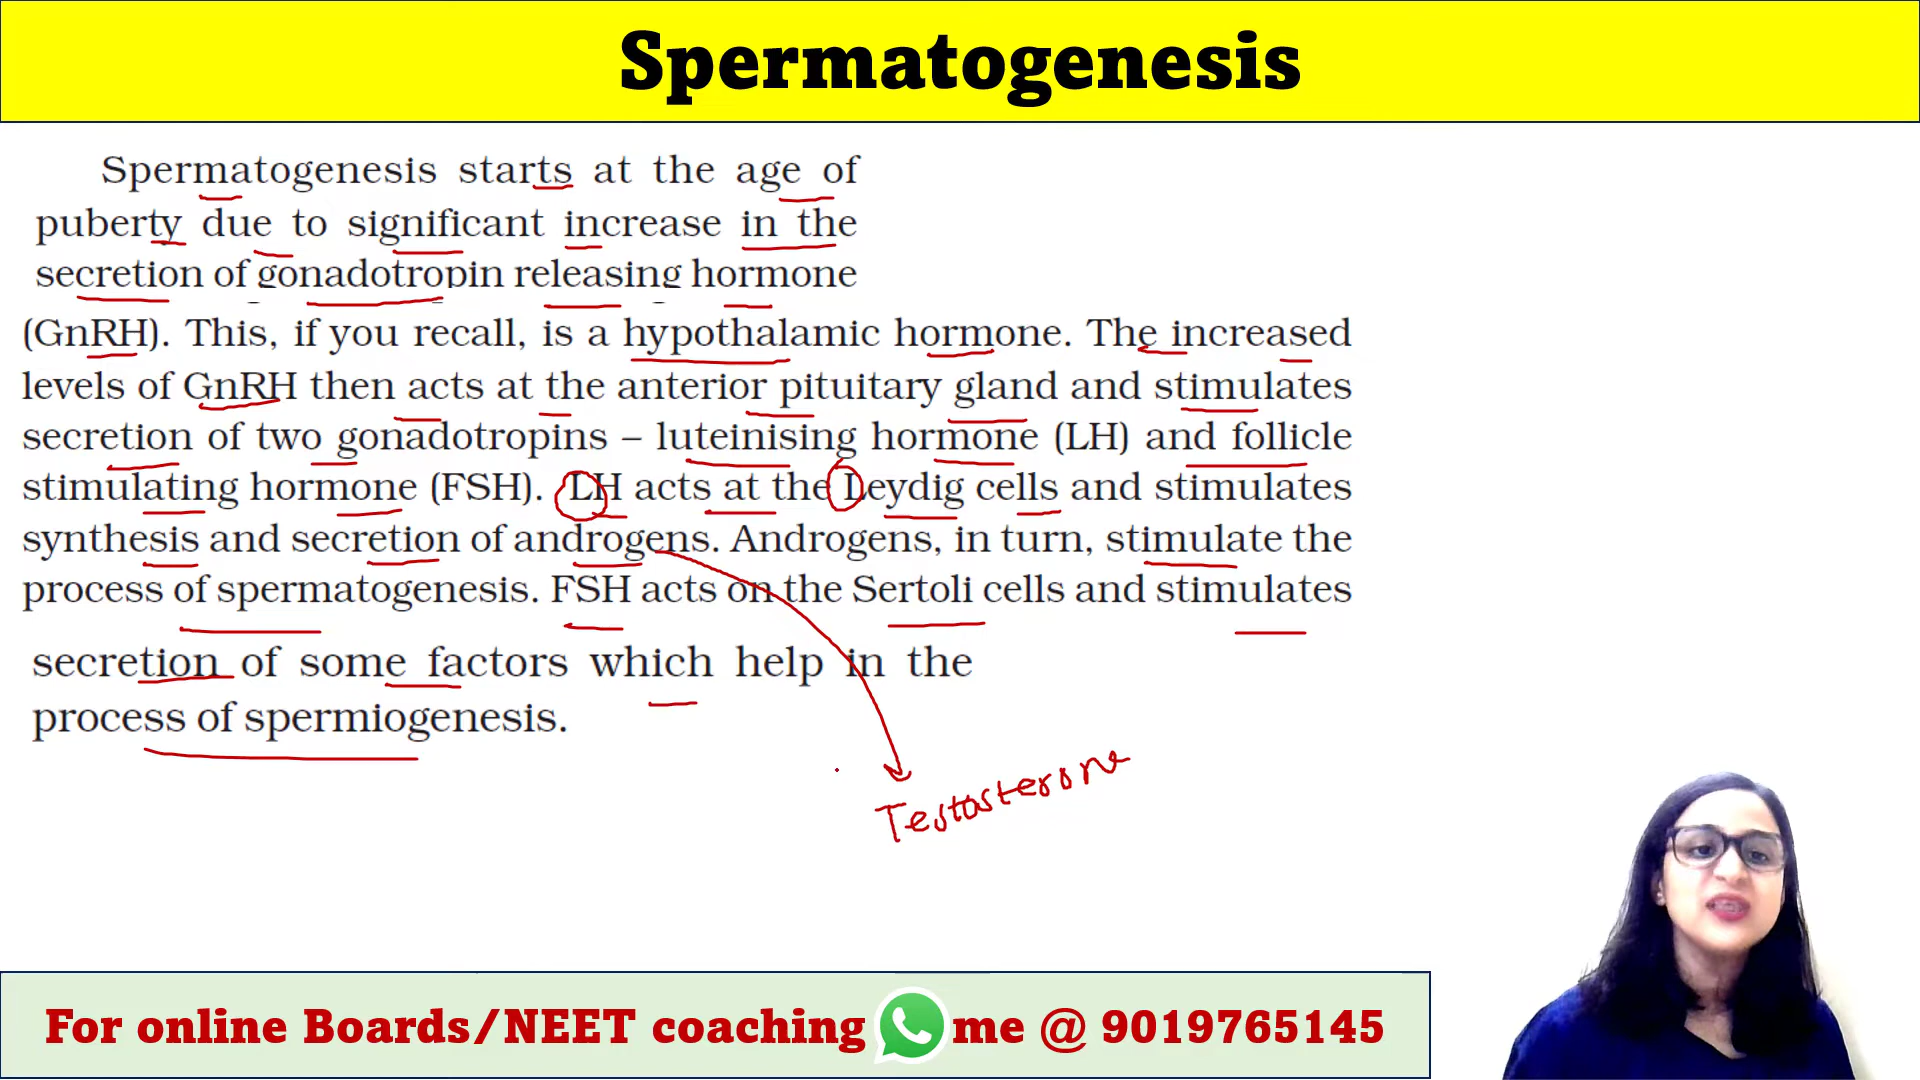 Spermatogenesis
Spermatogenesis starts at the age of
puberty due to significant increase in the
secretion of gonadotropin releasing hormone
(GnRH). This, if you recall, is a hypothalamic hormone. The increased
levels of GnRH then acts at the anterior pituitary gland and stimulates
secretion of two gonadotropins – luteinising hormone (LH) and follicle
stimulating hormone (FSH). LH acts at the Leydig cells and stimulates
synthesis and secretion of androgens. Androgens, in turn, stimulate the
process of spermatogenesis. FSH acts on the Sertoli cells and stimulates
secretion of some factors which help in the
process of spermiogenesis.
Testosterone
For online Boards/NEET coaching me @ 9019765145